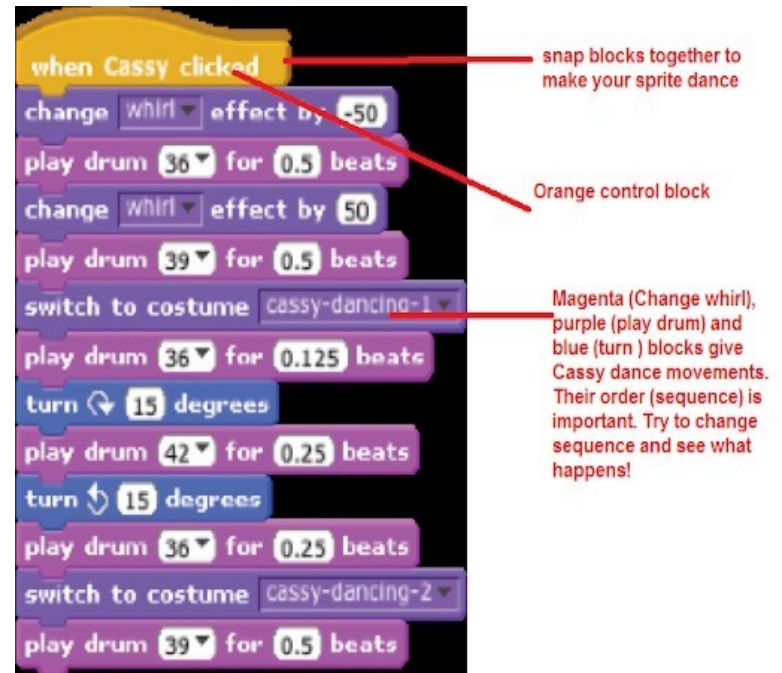 when Cassy clicked
change whirl effect by -50
play drum 36 for 0.5 beats
change whirl effect by 50
play drum 39 for 0.5 beats
switch to costume cassy-dancing-1
play drum 36 for 0.125 beats
turn 15 degrees
play drum 42 for 0.25 beats
turn 15 degrees
play drum 36 for 0.25 beats
switch to costume cassy-dancing-2
play drum 39 for 0.5 beats
snap blocks together to
make your sprite dance
Orange control block
Magenta (Change whirl),
purple (play drum) and
blue (turn ) blocks give
Cassy dance movements.
Their order (sequence) is
important. Try to change
sequence and see what
happens!